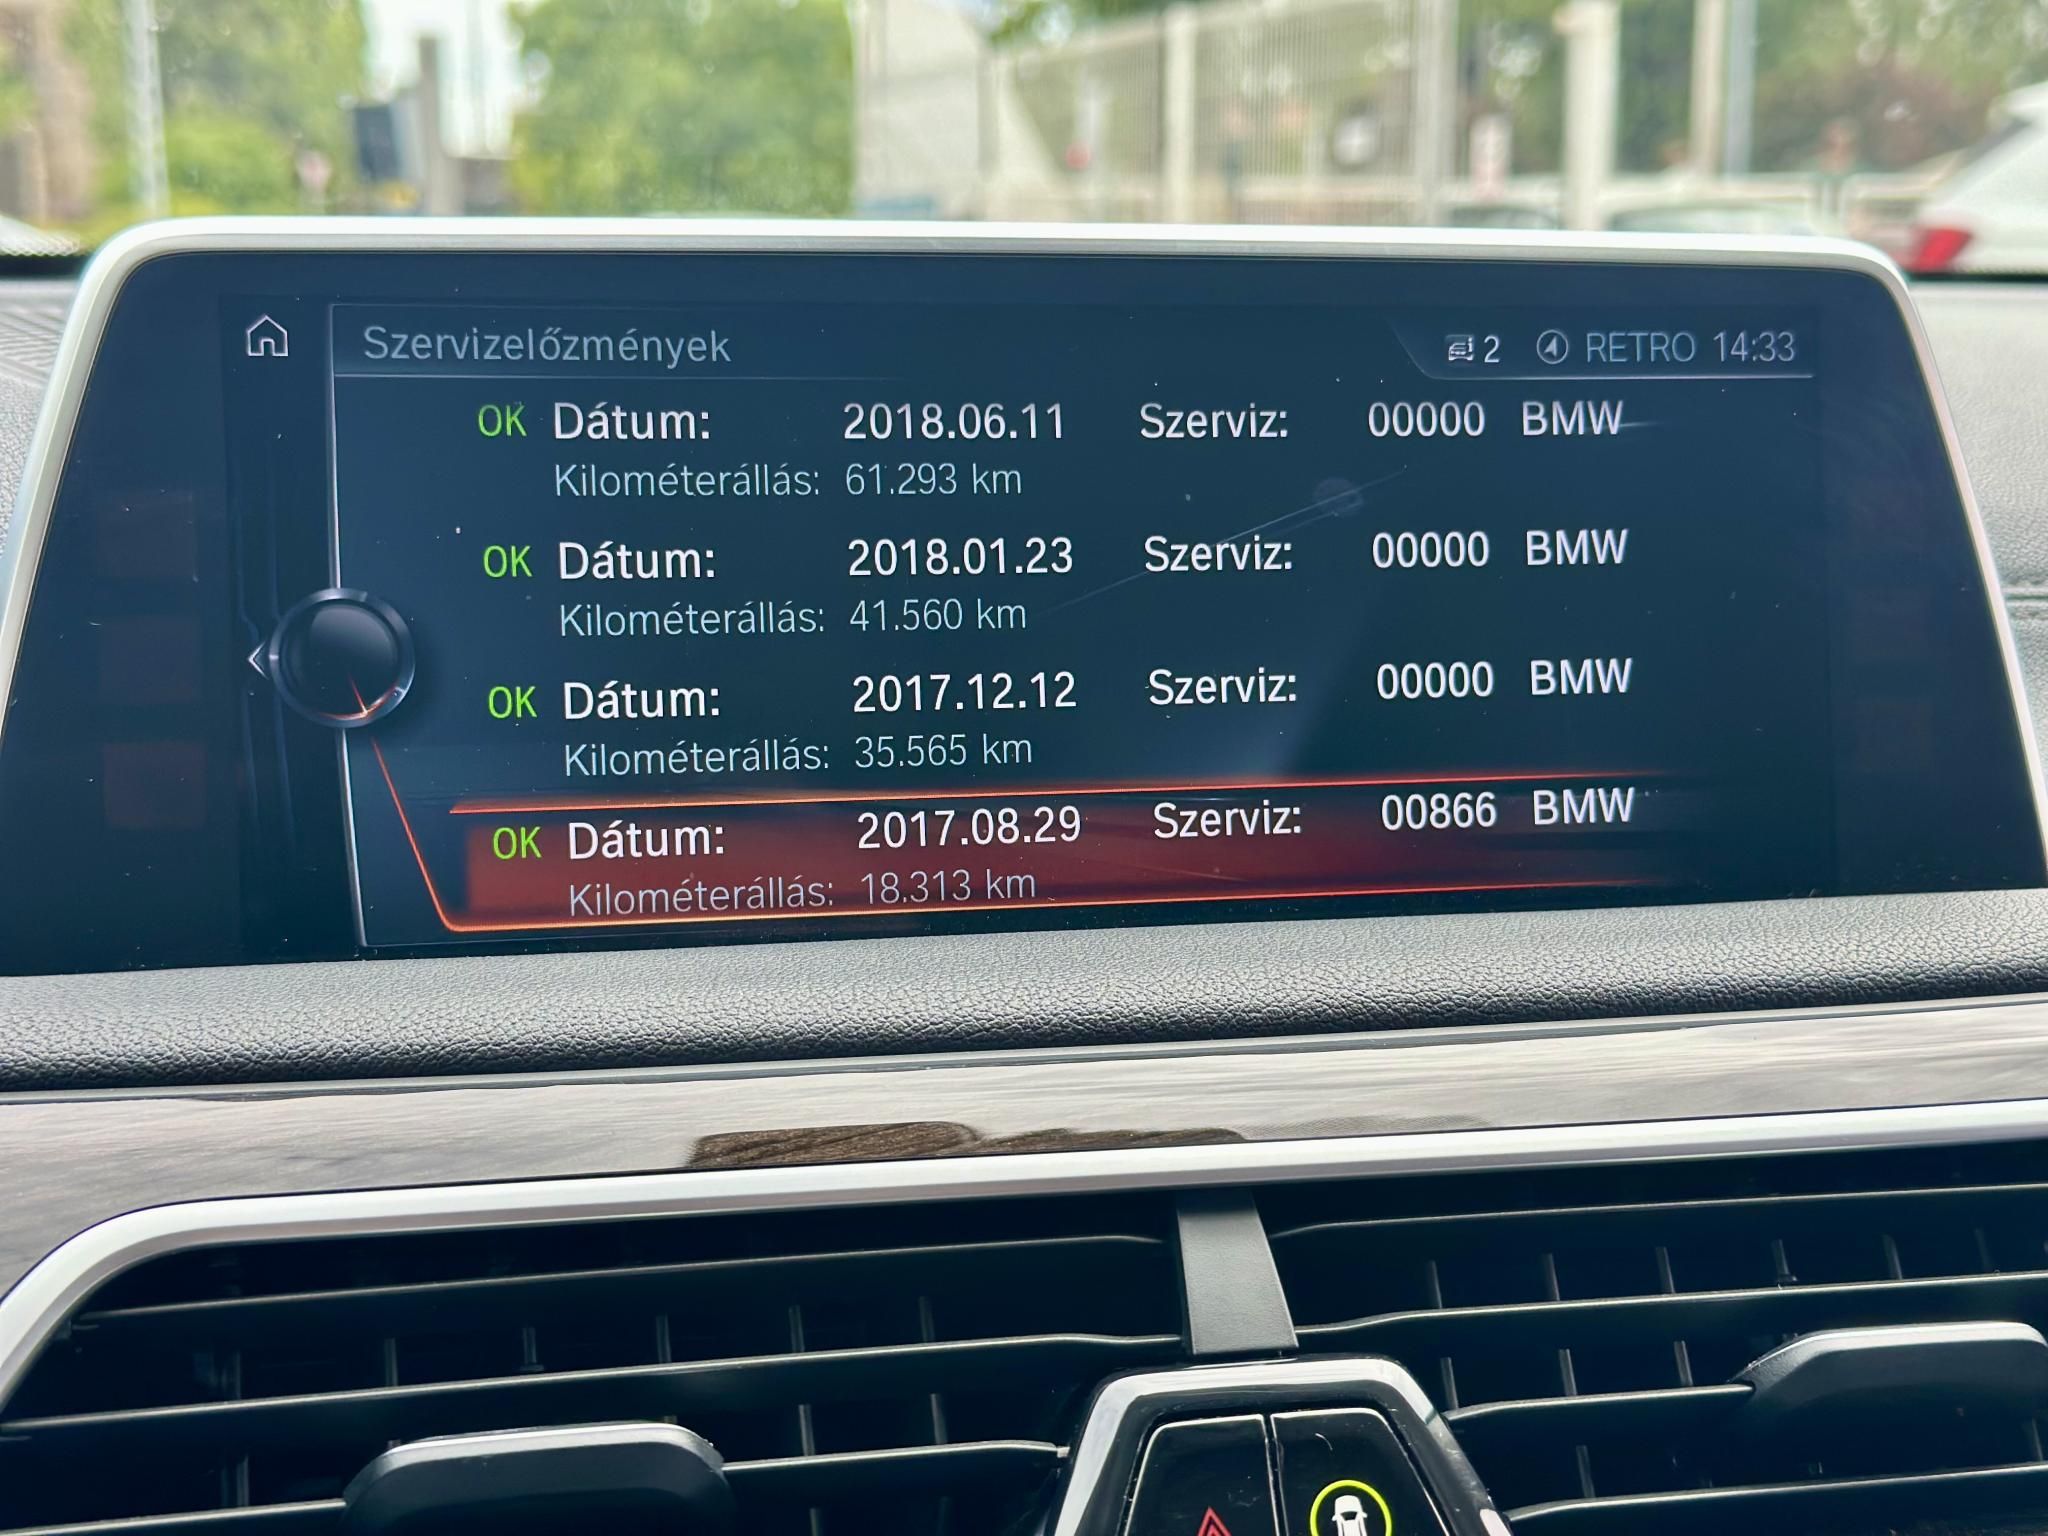 Szervizelőzmények 2 RETRO 14:33
OK Dátum: 2018.06.11 Szerviz: 00000 BMW
Kilométerállás: 61.293 km
OK Dátum: 2018.01.23 Szerviz: 00000 BMW
Kilométerállás: 41.560 km
OK Dátum: 2017.12.12 Szerviz: 00000 BMW
Kilométerállás: 35.565 km
OK Dátum: 2017.08.29 Szerviz: 00866 BMW
Kilométerállás: 18.313 km